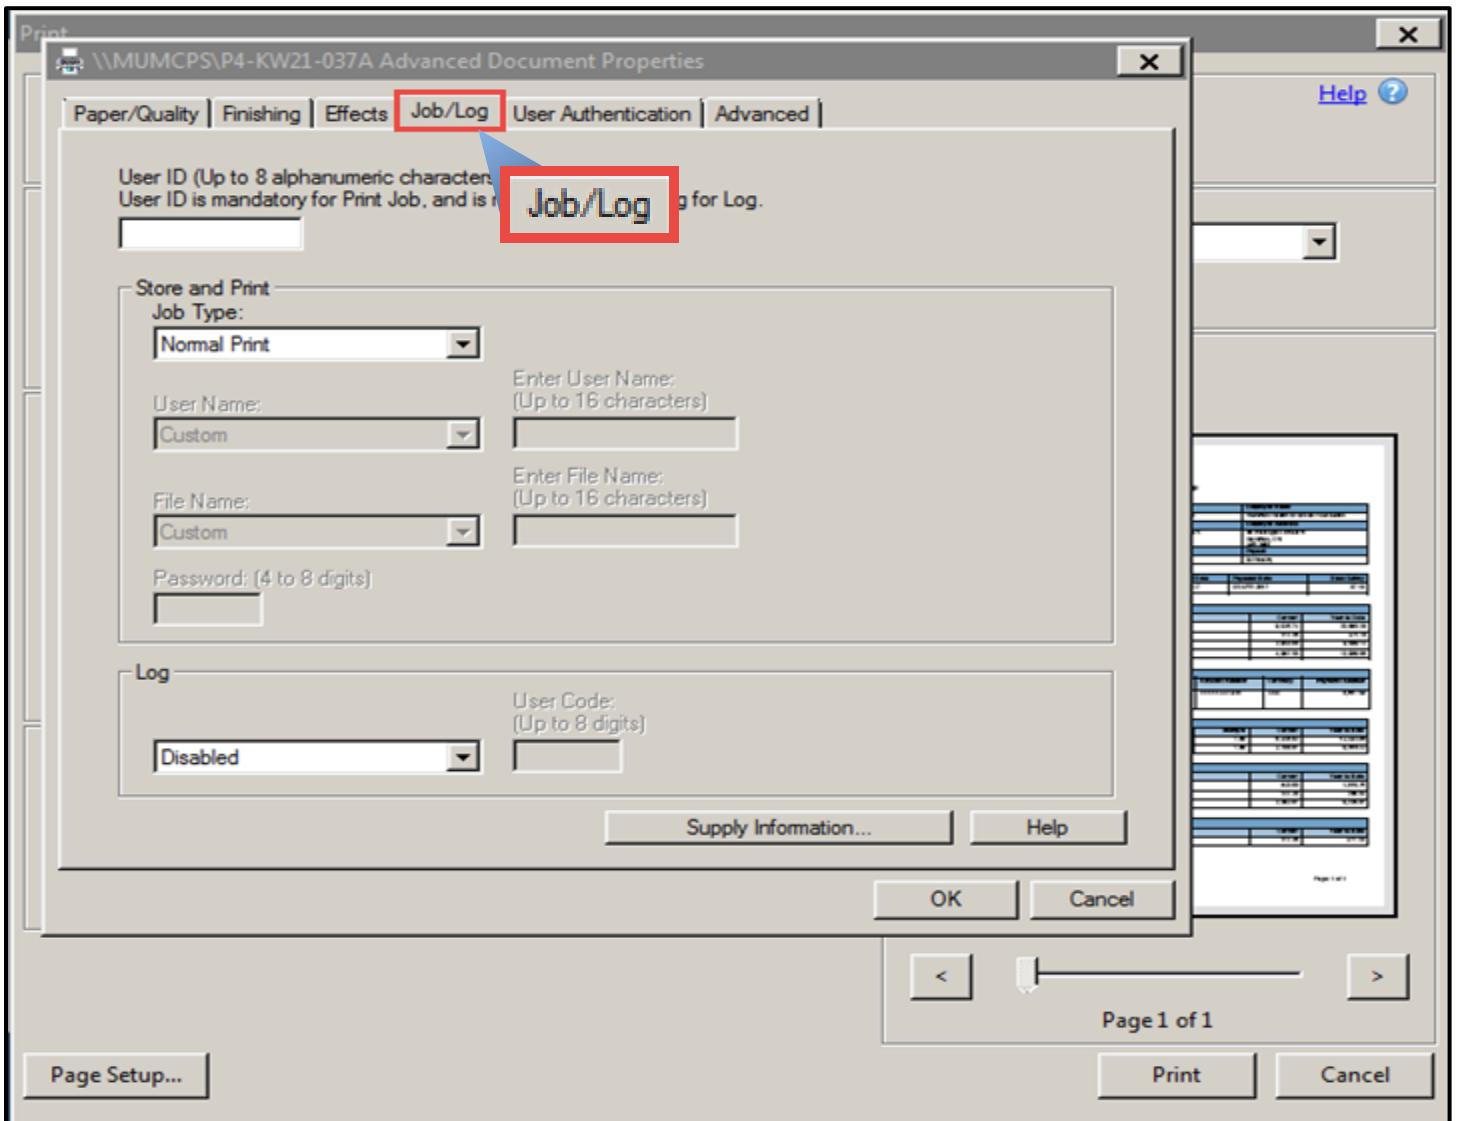 Print
\\MUMCPS\P4-KW21-037A Advanced Document Properties
Help
Paper/Quality Finishing Effects Job/Log User Authentication Advanced
User ID (Up to 8 alphanumeric characters
User ID is mandatory for Print Job, and is
g for Log.
Job/Log
Store and Print
Job Type:
Normal Print
User Name:
Custom
Enter User Name:
(Up to 16 characters)
File Name:
Custom
Enter File Name:
(Up to 16 characters)
Password: (4 to 8 digits)
Log
Disabled
User Code:
(Up to 8 digits)
Supply Information...
Help
OK
Cancel
Page 1 of 1
<
>
Page 1 of 1
Page Setup...
Print
Cancel